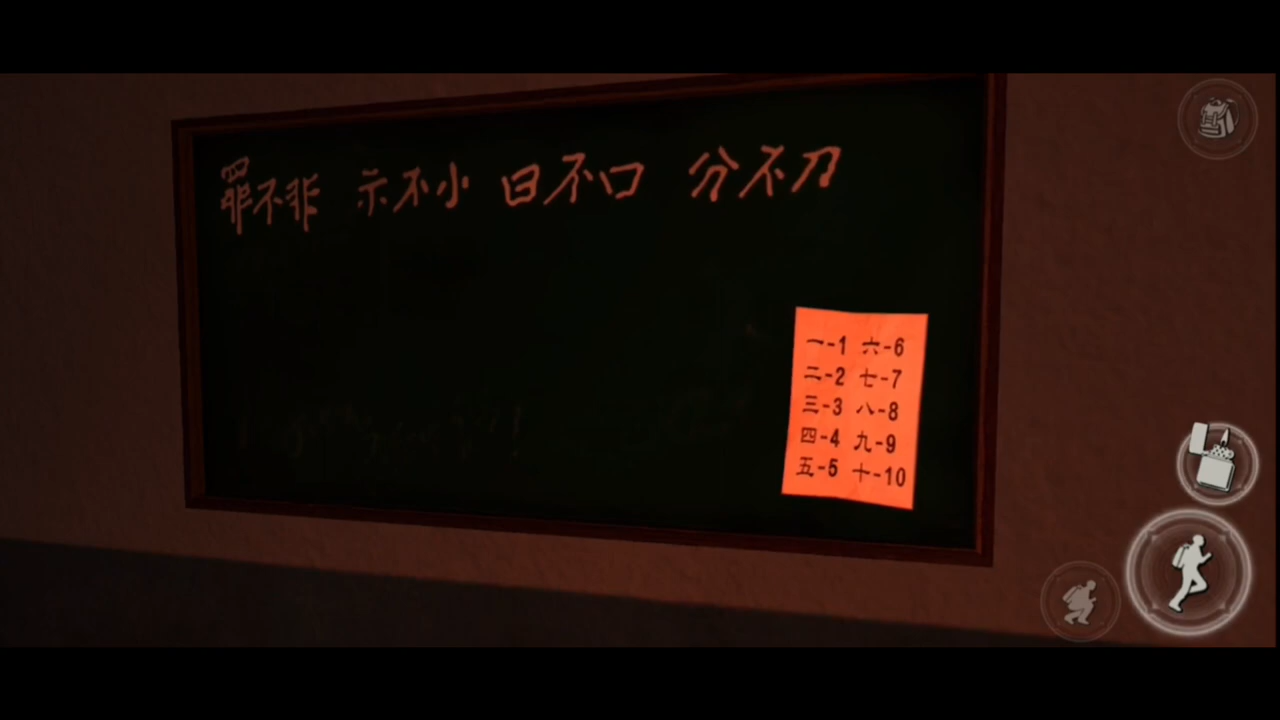 罪不非 示不小 日不口 分不刀
一-1 六-6
二-2 七-7
三-3 八-8
四-4 九-9
五-5 十-10